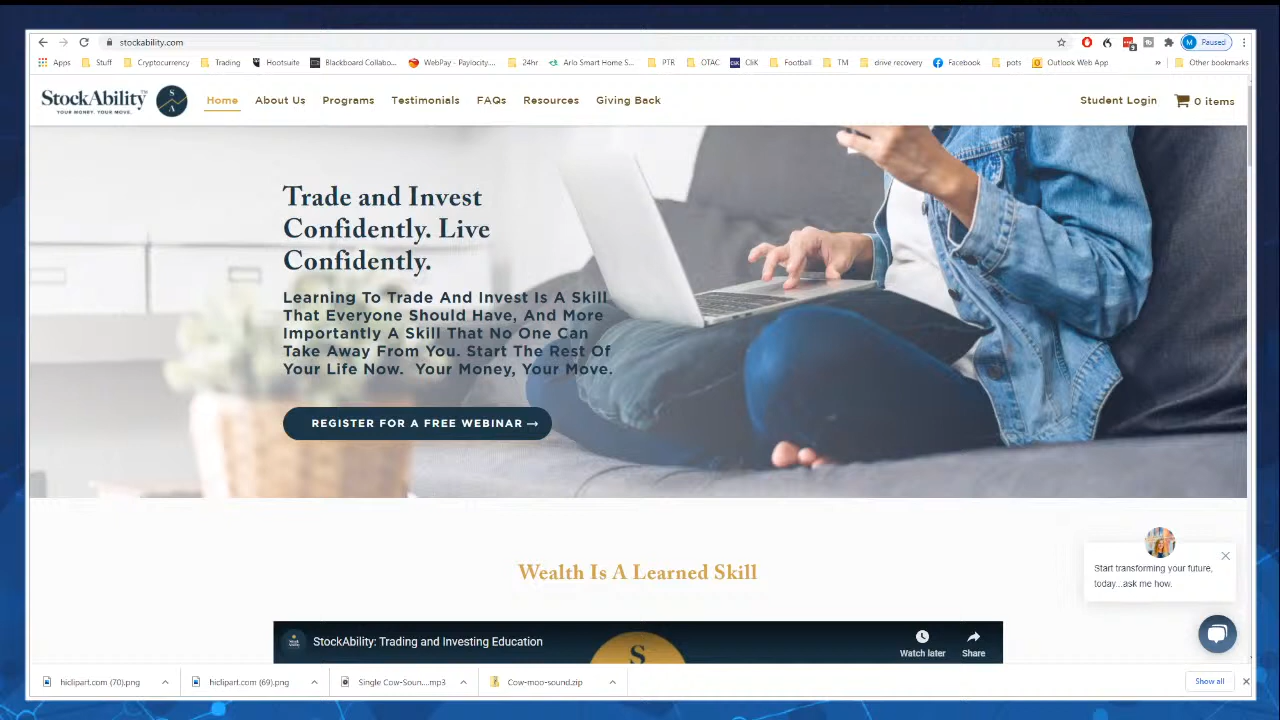 stockability.com
Paused
Apps Stuff Cryptocurrency Trading Hootsuite Blackboard Collabo... WebPay - Paylocity.... 24hr Arlo Smart Home S... PTR OTAC CliK Football TM drive recovery Facebook pots Outlook Web App » Other bookmarks
StockAbility™
YOUR MONEY. YOUR MOVE.
S
A
Home About Us Programs Testimonials FAQs Resources Giving Back Student Login 0 items
Trade and Invest
Confidently. Live
Confidently.
Learning To Trade And Invest Is A Skill
That Everyone Should Have, And More
Importantly A Skill That No One Can
Take Away From You. Start The Rest Of
Your Life Now. Your Money, Your Move.
REGISTER FOR A FREE WEBINAR →
Wealth Is A Learned Skill
Start transforming your future,
today...ask me how.
StockAbility: Trading and Investing Education
S
Watch later Share
hiclipart.com (70).png hiclipart.com (69).png Single Cow-Soun....mp3 Cow-moo-sound.zip Show all